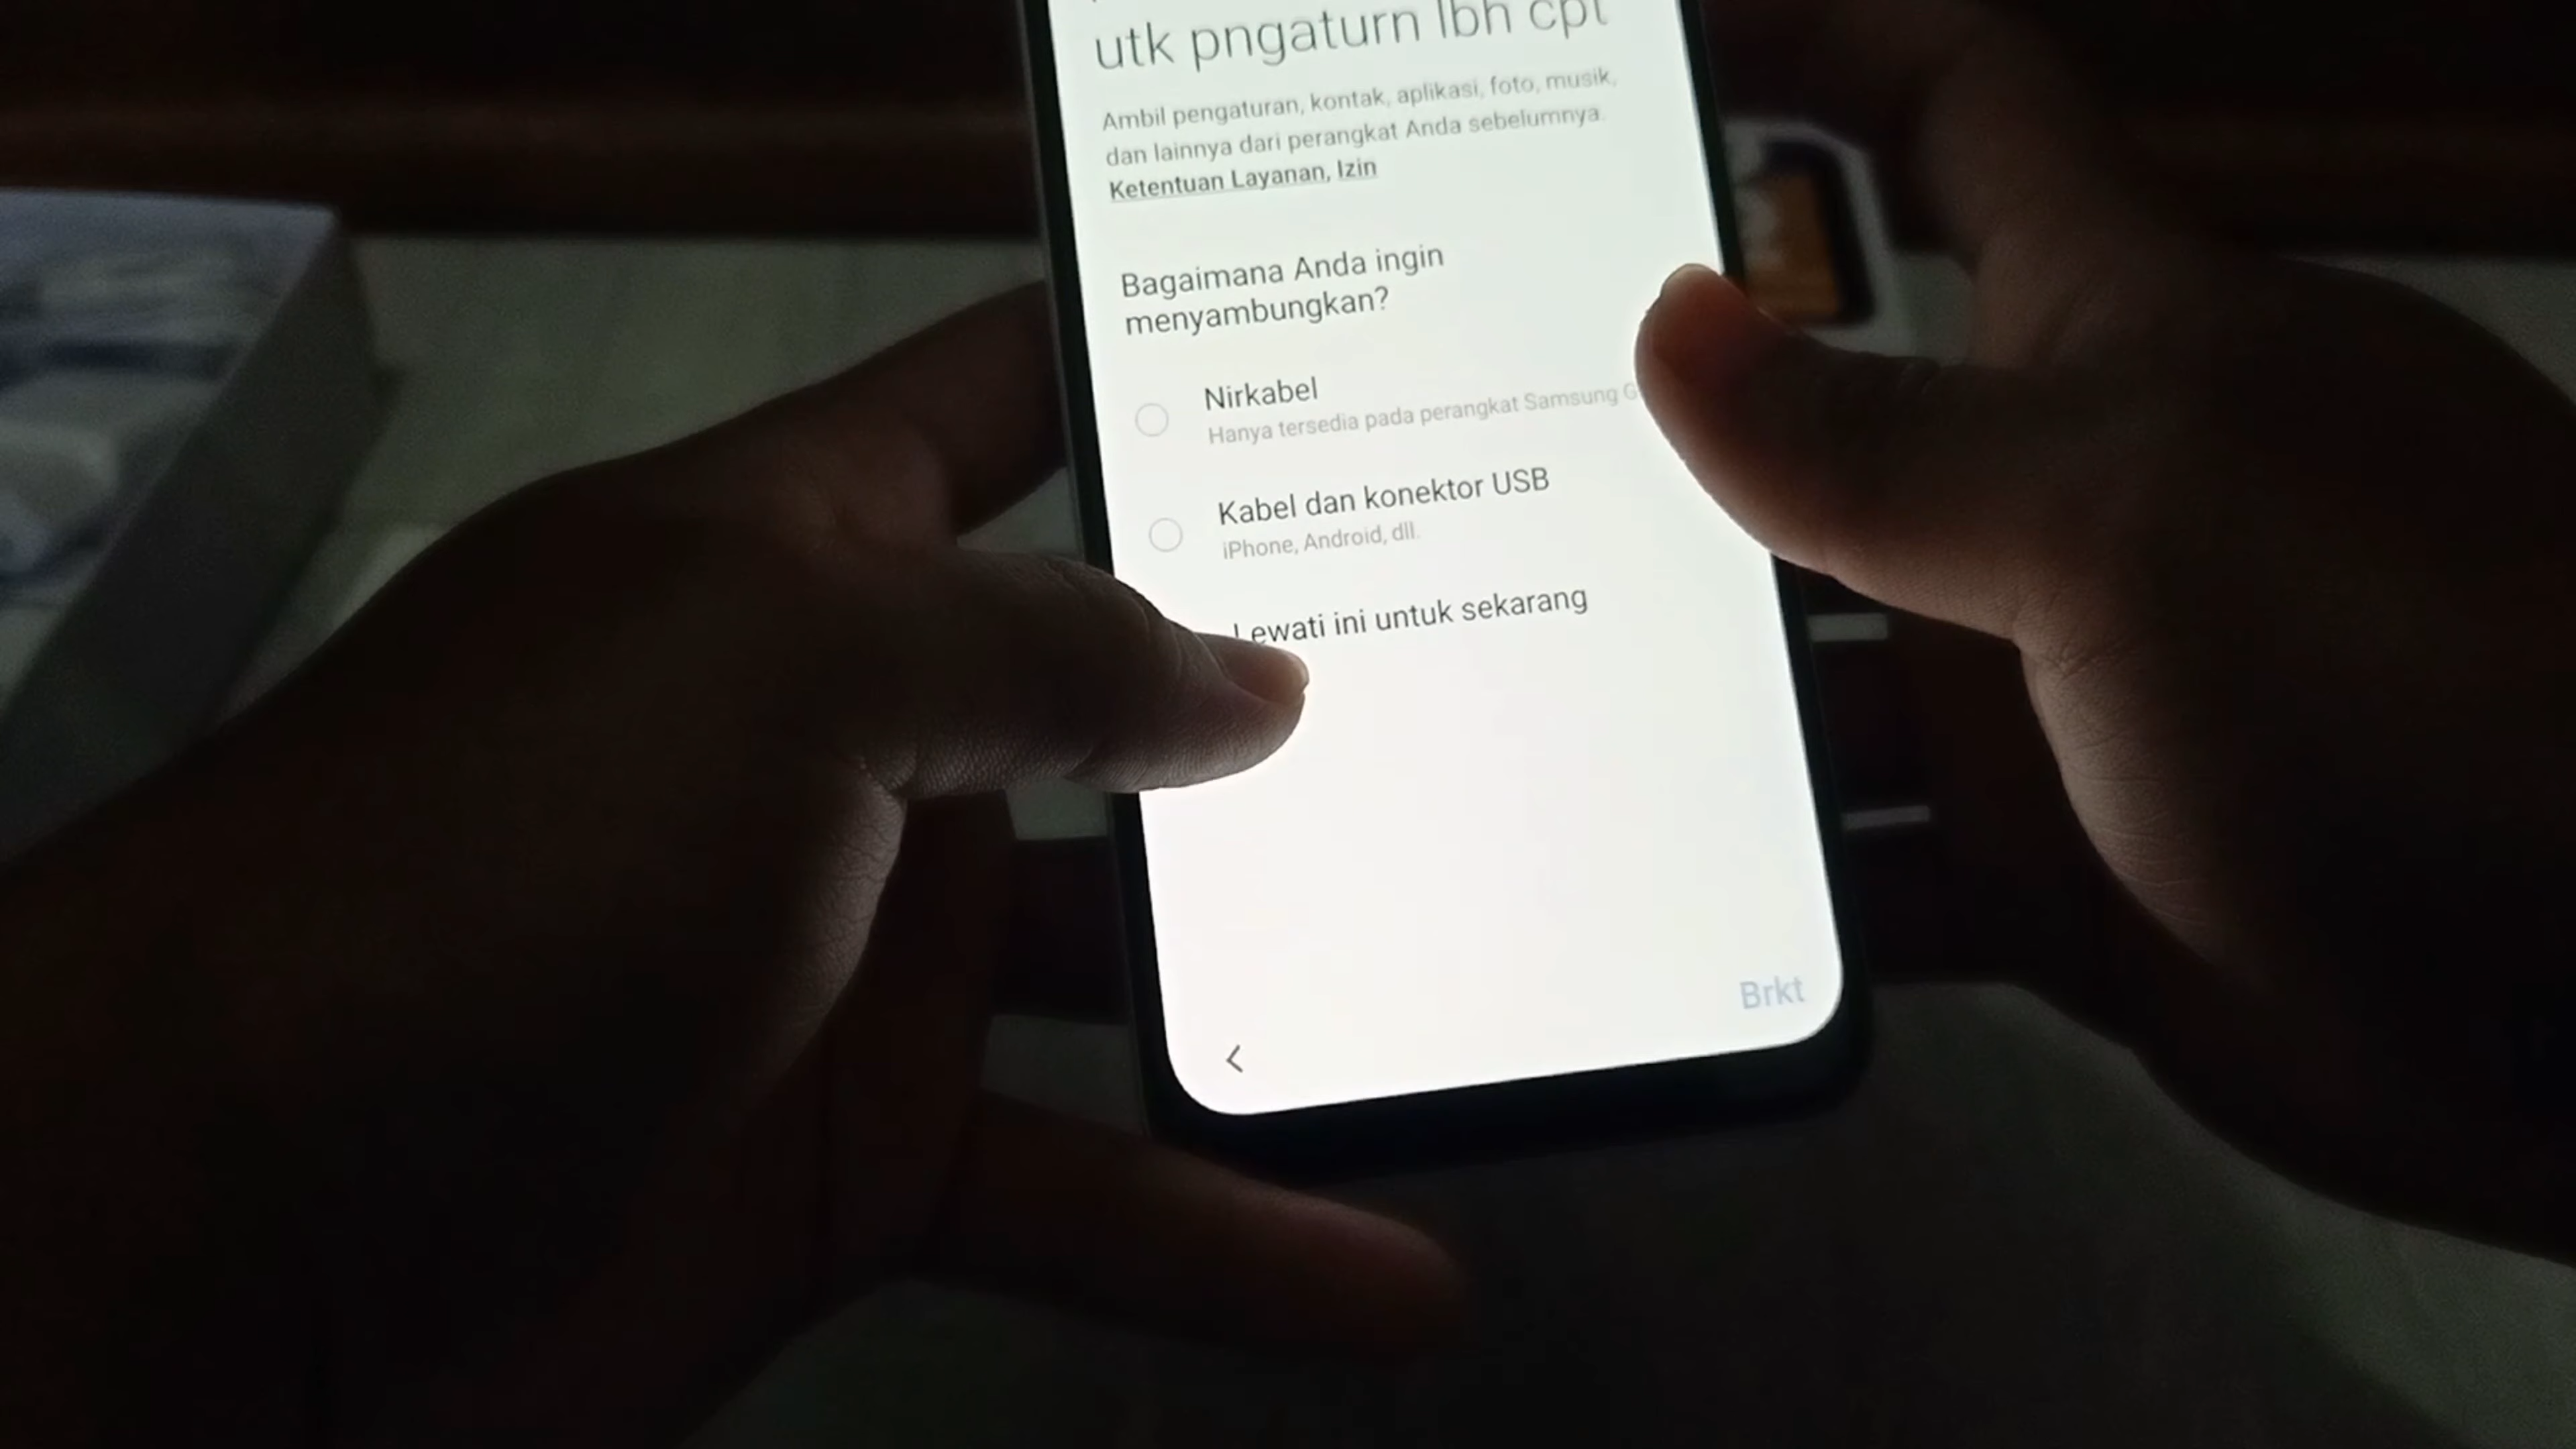 utk pngaturn lbh cpt
Ambil pengaturan, kontak, aplikasi, foto, musik,
dan lainnya dari perangkat Anda sebelumnya.
Ketentuan Layanan, Izin
Bagaimana Anda ingin
menyambungkan?
Nirkabel
Hanya tersedia pada perangkat Samsung
Kabel dan konektor USB
iPhone, Android, dll.
Lewati ini untuk sekarang
Brkt